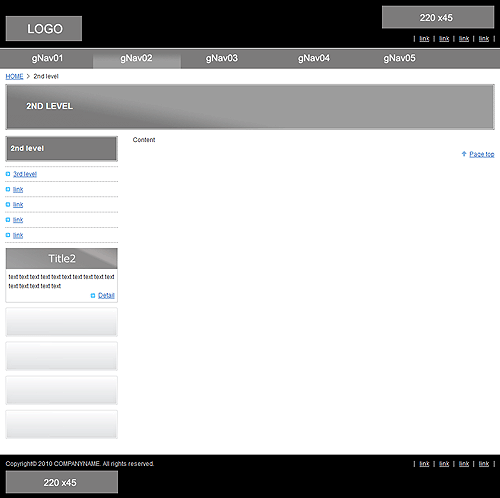 LOGO
220 x45
| link | link | link | link |
gNav01 gNav02 gNav03 gNav04 gNav05
HOME > 2nd level
2ND LEVEL
2nd level
Content
Page top
3rd level
link
link
link
link
Title2
text text text text text text text text text text
text text text text text
Detail
Copyright© 2010 COMPANYNAME. All rights reserved.
| link | link | link | link |
220 x45